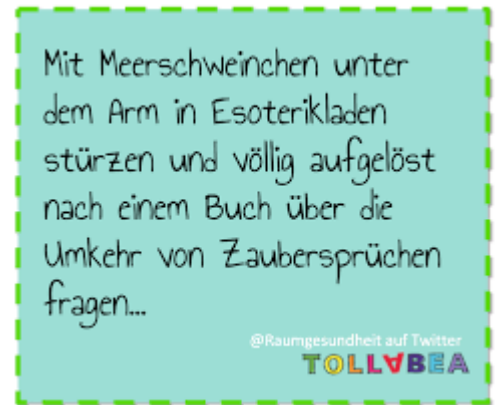 Mit Meerschweinchen unter
dem Arm in Esoterikladen
stürzen und völlig aufgelöst
nach einem Buch über die
Umkehr von Zaubersprüchen
fragen...
@Raumgesundheit auf Twitter
TOLLABEA